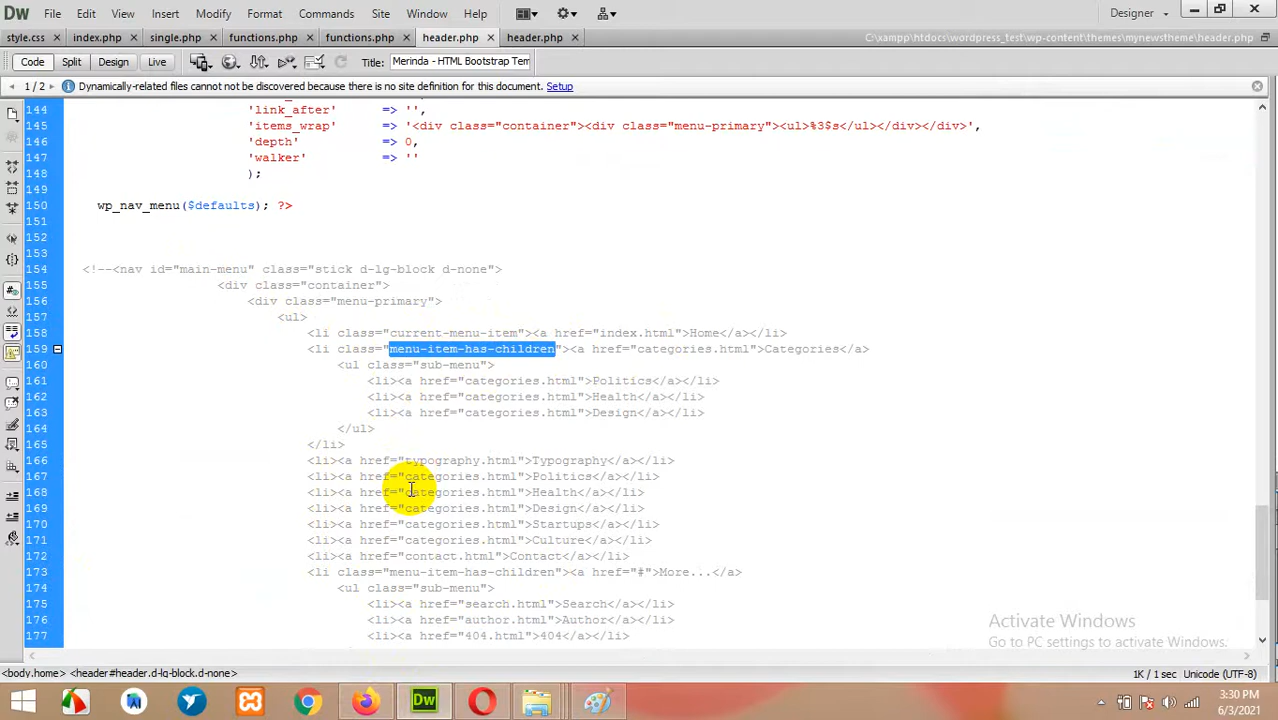 Dw File Edit View Insert Modify Format Commands Site Window Help Designer
style.css × index.php × single.php × functions.php × functions.php × header.php × header.php × C:\xampp\htdocs\wordpress_test\wp-content\themes\mynewstheme\header.php
Code Split Design Live Title: Merinda - HTML Bootstrap Tem
1 / 2 Dynamically-related files cannot be discovered because there is no site definition for this document. Setup
144 'link_after' => '',
145 'items_wrap' => '<div class="container"><div class="menu-primary"><ul>%3$s</ul></div></div>',
146 'depth' => 0,
147 'walker' => ''
148 );
149
150 wp_nav_menu($defaults); ?>
151
152
153
154 <!--<nav id="main-menu" class="stick d-lg-block d-none">
155 <div class="container">
156 <div class="menu-primary">
157 <ul>
158 <li class="current-menu-item"><a href="index.html">Home</a></li>
159 <li class="menu-item-has-children"><a href="categories.html">Categories</a>
160 <ul class="sub-menu">
161 <li><a href="categories.html">Politics</a></li>
162 <li><a href="categories.html">Health</a></li>
163 <li><a href="categories.html">Design</a></li>
164 </ul>
165 </li>
166 <li><a href="typography.html">Typography</a></li>
167 <li><a href="categories.html">Politics</a></li>
168 <li><a href="categories.html">Health</a></li>
169 <li><a href="categories.html">Design</a></li>
170 <li><a href="categories.html">Startups</a></li>
171 <li><a href="categories.html">Culture</a></li>
172 <li><a href="contact.html">Contact</a></li>
173 <li class="menu-item-has-children"><a href="#">More...</a>
174 <ul class="sub-menu">
175 <li><a href="search.html">Search</a></li>
176 <li><a href="author.html">Author</a></li>
177 <li><a href="404.html">404</a></li>
Activate Windows
Go to PC settings to activate Windows.
<body.home> <header#header.d-lg-block.d-none> 1K / 1 sec Unicode (UTF-8)
Dw
3:30 PM
6/3/2021